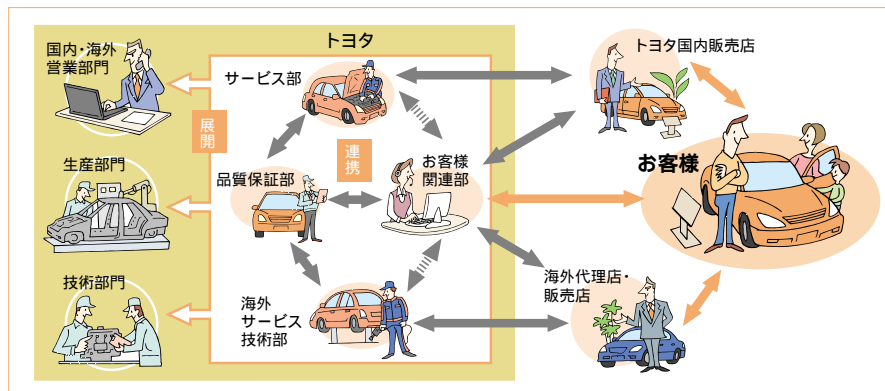 トヨタ
国内・海外
営業部門
サービス部
トヨタ国内販売店
展開
連携
生産部門
品質保証部
お客様
関連部
お客様
技術部門
海外
サービス
技術部
海外代理店・
販売店